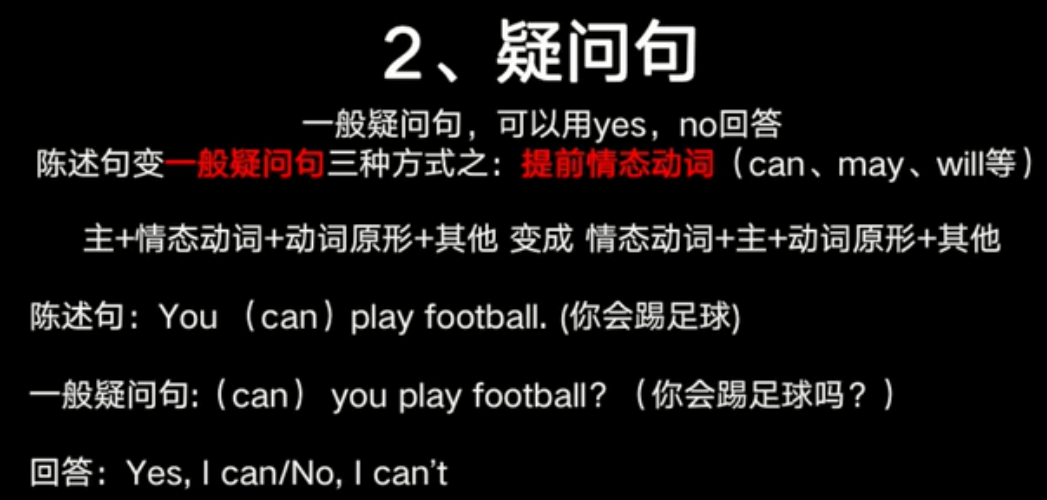 2、疑问句
一般疑问句，可以用yes，no回答
陈述句变一般疑问句三种方式之：提前情态动词（can、may、will等）
主+情态动词+动词原形+其他 变成 情态动词+主+动词原形+其他
陈述句：You （can）play football. (你会踢足球)
一般疑问句:（can） you play football? （你会踢足球吗？）
回答：Yes, I can/No, I can't